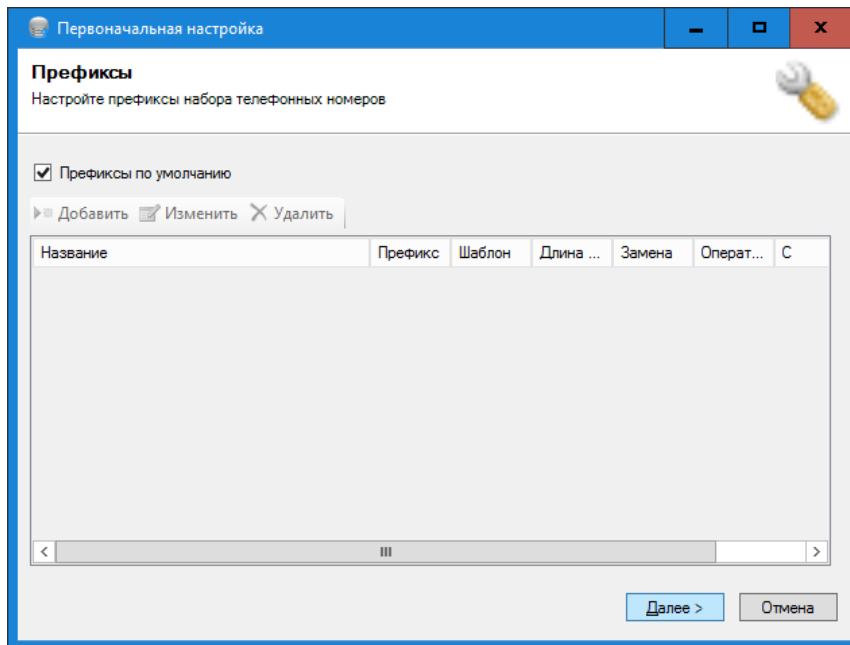 Первоначальная настройка
Префиксы
Настройте префиксы набора телефонных номеров
Префиксы по умолчанию
Добавить Изменить Удалить
Название Префикс Шаблон Длина ... Замена Операт... С
Далее > Отмена